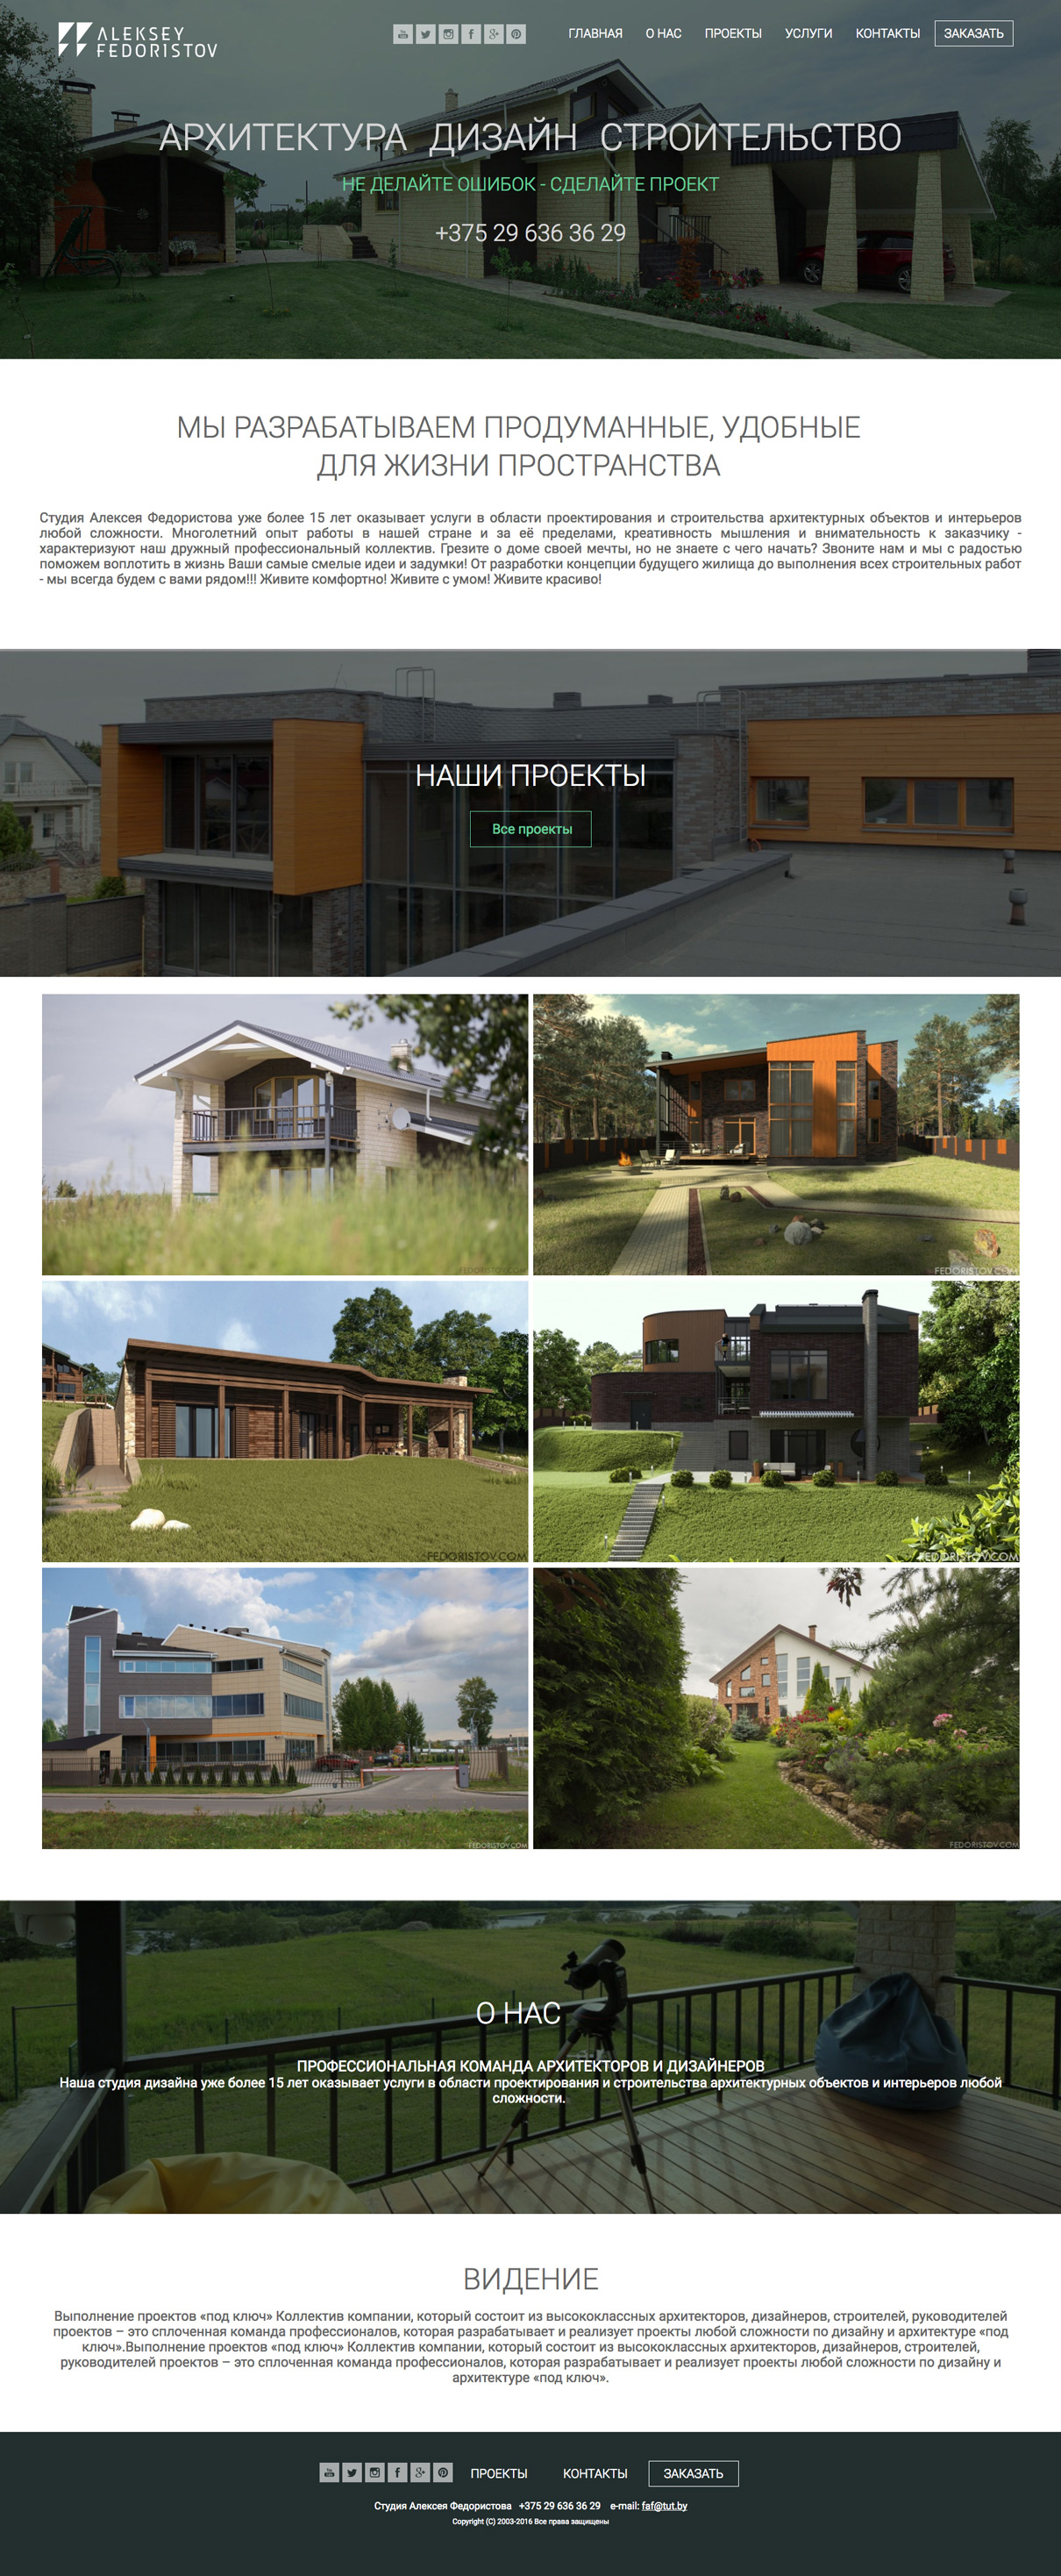 ALEKSEY
FEDORISTOV
ГЛАВНАЯ О НАС ПРОЕКТЫ УСЛУГИ КОНТАКТЫ ЗАКАЗАТЬ
АРХИТЕКТУРА ДИЗАЙН СТРОИТЕЛЬСТВО
НЕ ДЕЛАЙТЕ ОШИБОК - СДЕЛАЙТЕ ПРОЕКТ
+375 29 636 36 29
МЫ РАЗРАБАТЫВАЕМ ПРОДУМАННЫЕ, УДОБНЫЕ
ДЛЯ ЖИЗНИ ПРОСТРАНСТВА
Студия Алексея Федористова уже более 15 лет оказывает услуги в области проектирования и строительства архитектурных объектов и интерьеров
любой сложности. Многолетний опыт работы в нашей стране и за её пределами, креативность мышления и внимательность к заказчику -
характеризуют наш дружный профессиональный коллектив. Грезите о доме своей мечты, но не знаете с чего начать? Звоните нам и мы с радостью
поможем воплотить в жизнь Ваши самые смелые идеи и задумки! От разработки концепции будущего жилища до выполнения всех строительных работ
- мы всегда будем с вами рядом!!! Живите комфортно! Живите с умом! Живите красиво!
НАШИ ПРОЕКТЫ
Все проекты
FEDORISTOV.COM
FEDORISTOV.COM
FEDORISTOV.COM
FEDORISTOV.COM
FEDORISTOV.COM
FEDORISTOV.COM
О НАС
ПРОФЕССИОНАЛЬНАЯ КОМАНДА АРХИТЕКТОРОВ И ДИЗАЙНЕРОВ
Наша студия дизайна уже более 15 лет оказывает услуги в области проектирования и строительства архитектурных объектов и интерьеров любой
сложности.
ВИДЕНИЕ
Выполнение проектов «под ключ» Коллектив компании, который состоит из высококлассных архитекторов, дизайнеров, строителей, руководителей
проектов – это сплоченная команда профессионалов, которая разрабатывает и реализует проекты любой сложности по дизайну и архитектуре «под
ключ».Выполнение проектов «под ключ» Коллектив компании, который состоит из высококлассных архитекторов, дизайнеров, строителей,
руководителей проектов – это сплоченная команда профессионалов, которая разрабатывает и реализует проекты любой сложности по дизайну и
архитектуре «под ключ».
ПРОЕКТЫ КОНТАКТЫ ЗАКАЗАТЬ
Студия Алексея Федористова +375 29 636 36 29 e-mail: faf@tut.by
Copyright (C) 2003-2016 Все права защищены